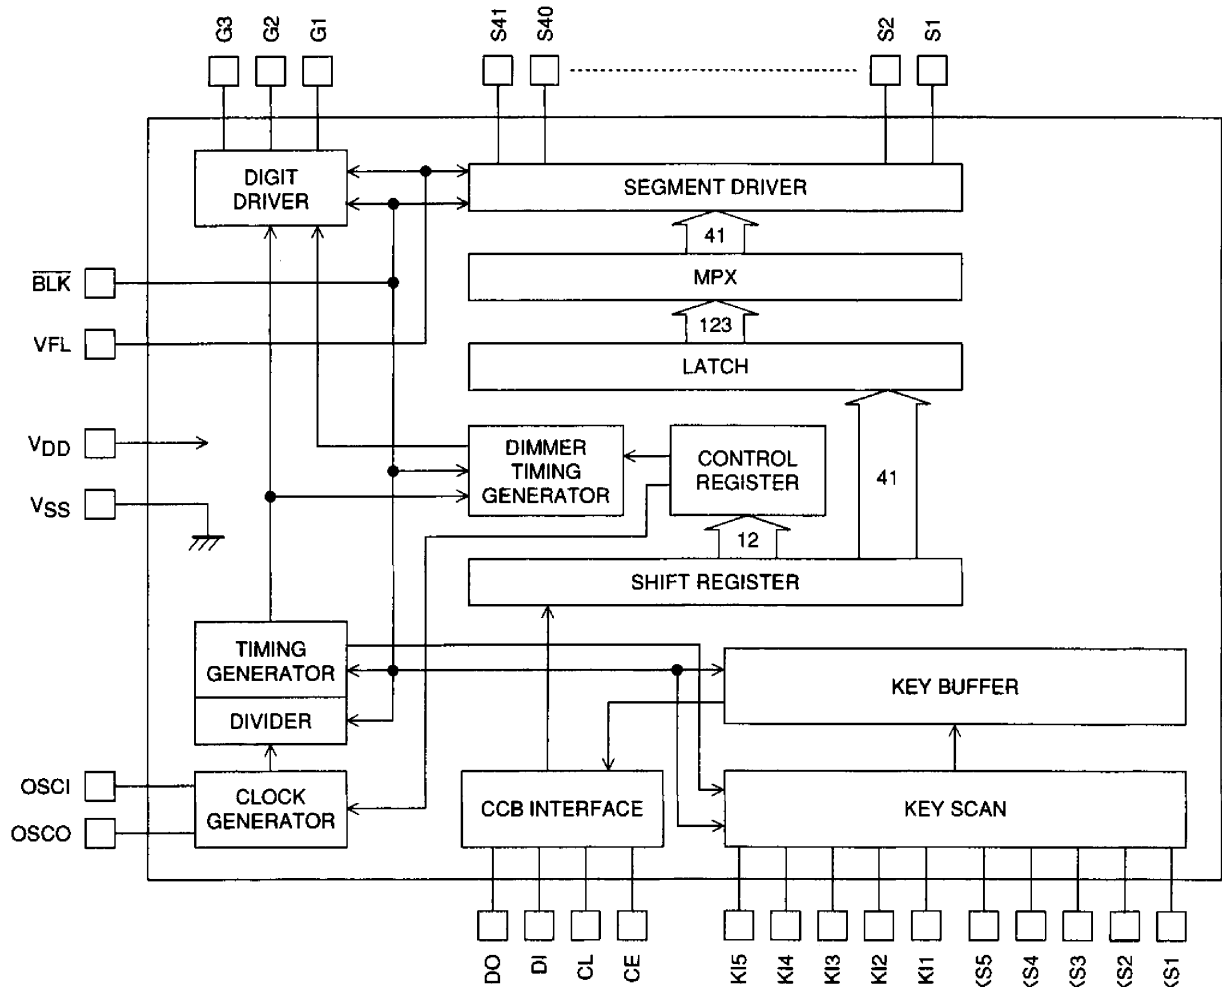 G3
G2
G1
S41
S40
S2
S1
DIGIT
DRIVER
SEGMENT DRIVER
41
BLK
MPX
VFL
123
LATCH
VDD
DIMMER
TIMING
GENERATOR
CONTROL
REGISTER
41
VSS
12
SHIFT REGISTER
TIMING
GENERATOR
KEY BUFFER
DIVIDER
OSCI
CLOCK
GENERATOR
CCB INTERFACE
KEY SCAN
OSCO
DO
DI
CL
CE
KI5
KI4
KI3
KI2
KI1
KS5
KS4
KS3
KS2
KS1